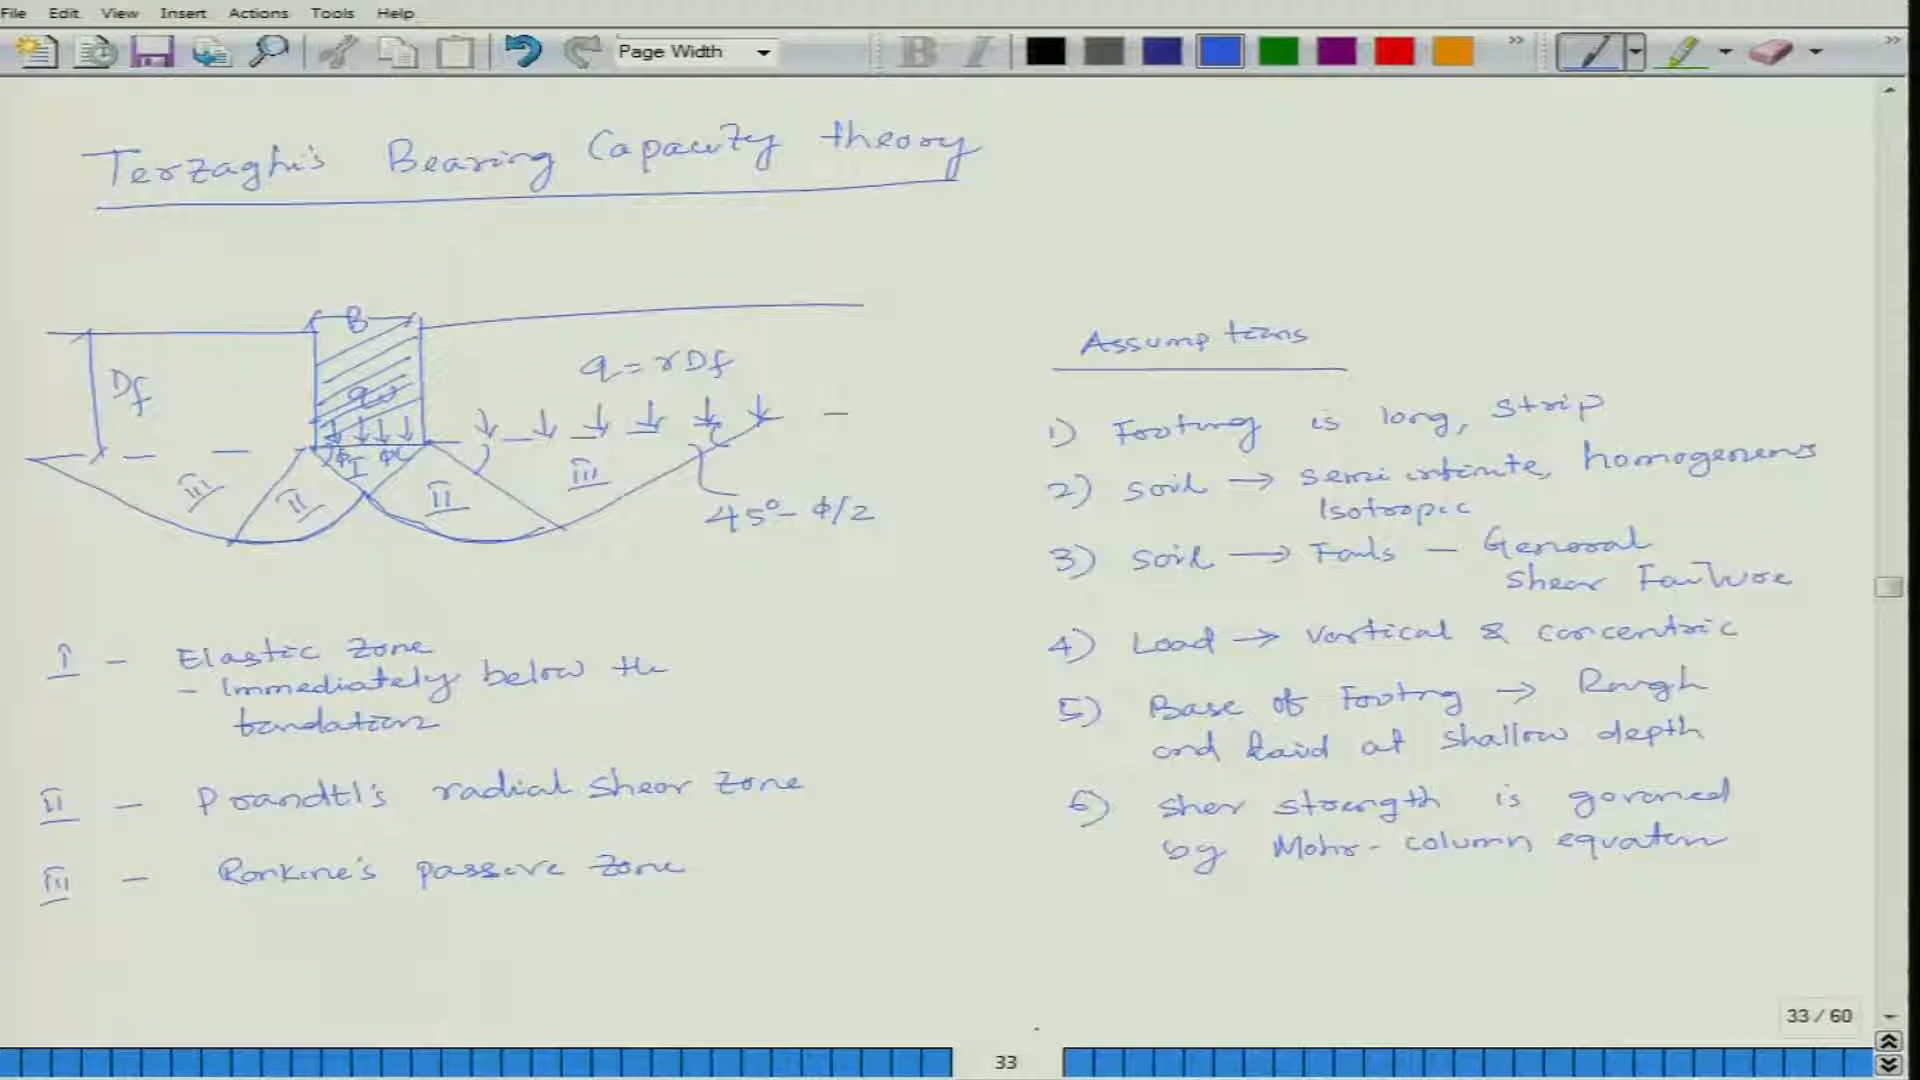 File Edit View Insert Actions Tools Help
Page Width
B I
Terzaghi's Bearing Capacity theory
B
Df
q = γDf
I
II
III
II
III
45° - φ/2
I - Elastic zone
- Immediately below the
foundation
II - Prandtl's radial shear zone
III - Rankine's passive zone
Assumptions
1) Footing is long, strip
2) soil → semi infinite, homogeneous
Isotropic
3) soil → Fails - General
shear Failure
4) Load → vertical & concentric
5) Base of Footing → Rough
and laid at shallow depth
6) shear strength is governed
by Mohr-column equation
33 / 60
33